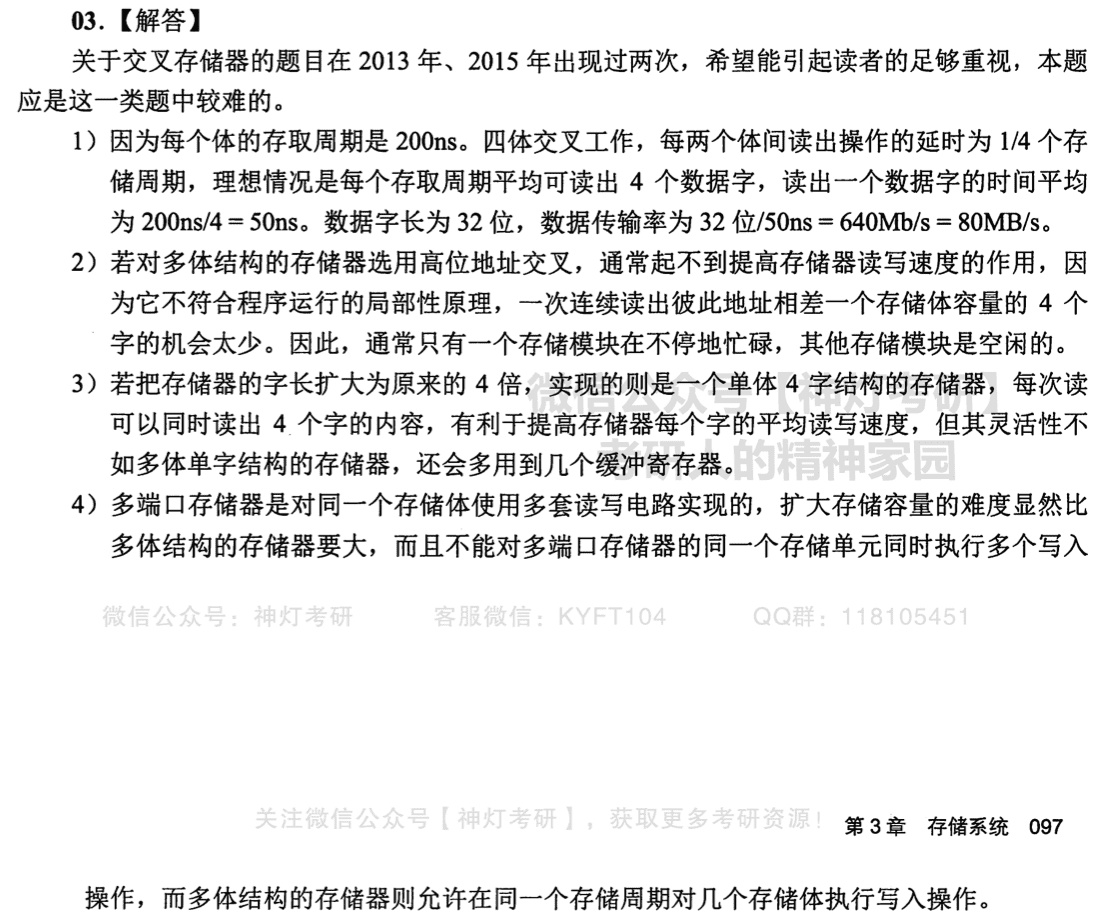 03.【解答】
关于交叉存储器的题目在 2013 年、2015 年出现过两次，希望能引起读者的足够重视，本题
应是这一类题中较难的。
1）因为每个体的存取周期是 200ns。四体交叉工作，每两个体间读出操作的延时为 1/4 个存
储周期，理想情况是每个存取周期平均可读出 4 个数据字，读出一个数据字的时间平均
为 200ns/4 = 50ns。数据字长为 32 位，数据传输率为 32 位/50ns = 640Mb/s = 80MB/s。
2）若对多体结构的存储器选用高位地址交叉，通常起不到提高存储器读写速度的作用，因
为它不符合程序运行的局部性原理，一次连续读出彼此地址相差一个存储体容量的 4 个
字的机会太少。因此，通常只有一个存储模块在不停地忙碌，其他存储模块是空闲的。
3）若把存储器的字长扩大为原来的 4 倍，实现的则是一个单体 4 字结构的存储器，每次读
微信公众号【神灯考研】
可以同时读出 4 个字的内容，有利于提高存储器每个字的平均读写速度，但其灵活性不
考研人的精神家园
如多体单字结构的存储器，还会多用到几个缓冲寄存器。
4）多端口存储器是对同一个存储体使用多套读写电路实现的，扩大存储容量的难度显然比
多体结构的存储器要大，而且不能对多端口存储器的同一个存储单元同时执行多个写入
微信公众号：神灯考研 客服微信：KYFT104 QQ群：118105451
关注微信公众号【神灯考研】，获取更多考研资源！ 第 3 章 存储系统 097
操作，而多体结构的存储器则允许在同一个存储周期对几个存储体执行写入操作。